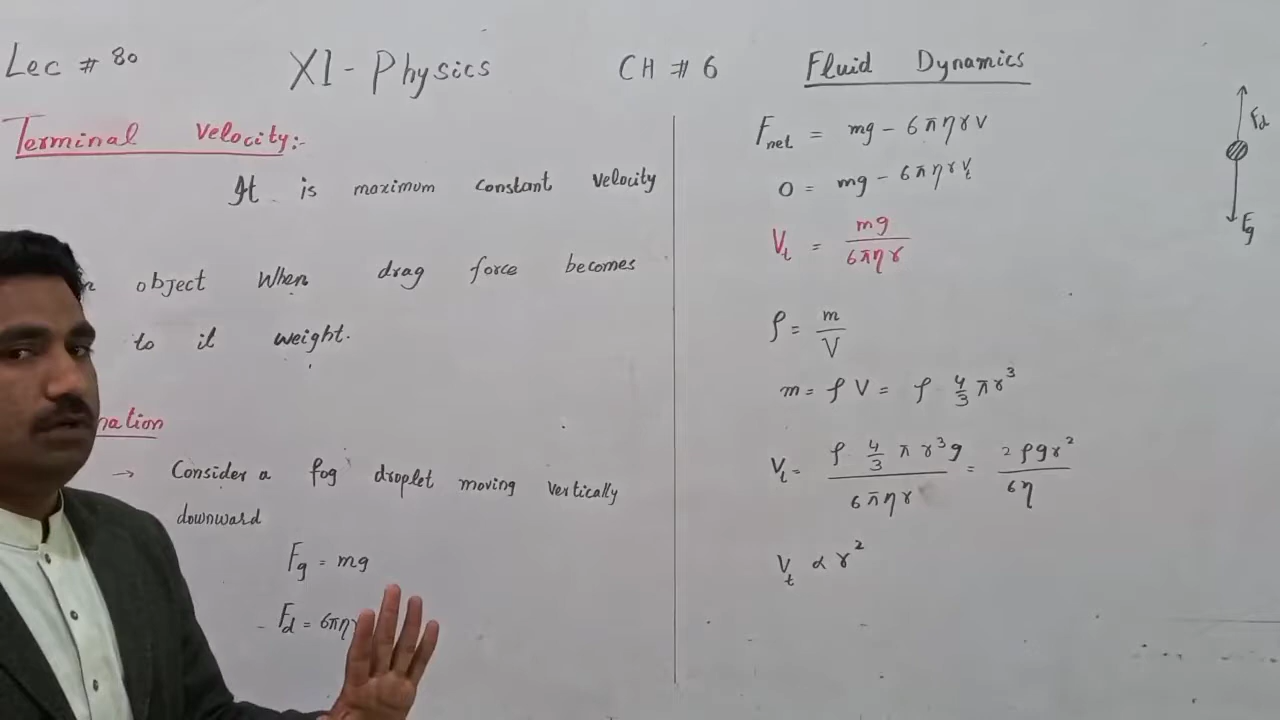 Lec # 80
XI - Physics
CH # 6
Fluid Dynamics
Terminal Velocity:-
It is maximum constant velocity
object When drag force becomes
to it weight.
nation
→ Consider a fog droplet moving vertically
downward
Fg = mg
Fd = 6πη
Fnet = mg - 6πηrv
0 = mg - 6πηrVt
Vt = mg / 6πηr
ρ = m / V
m = ρ V = ρ 4/3 πr³
Vt = ρ 4/3 π r³g / 6πηr = 2ρgr² / 6η
Vt ∝ r²
Fd
Fg